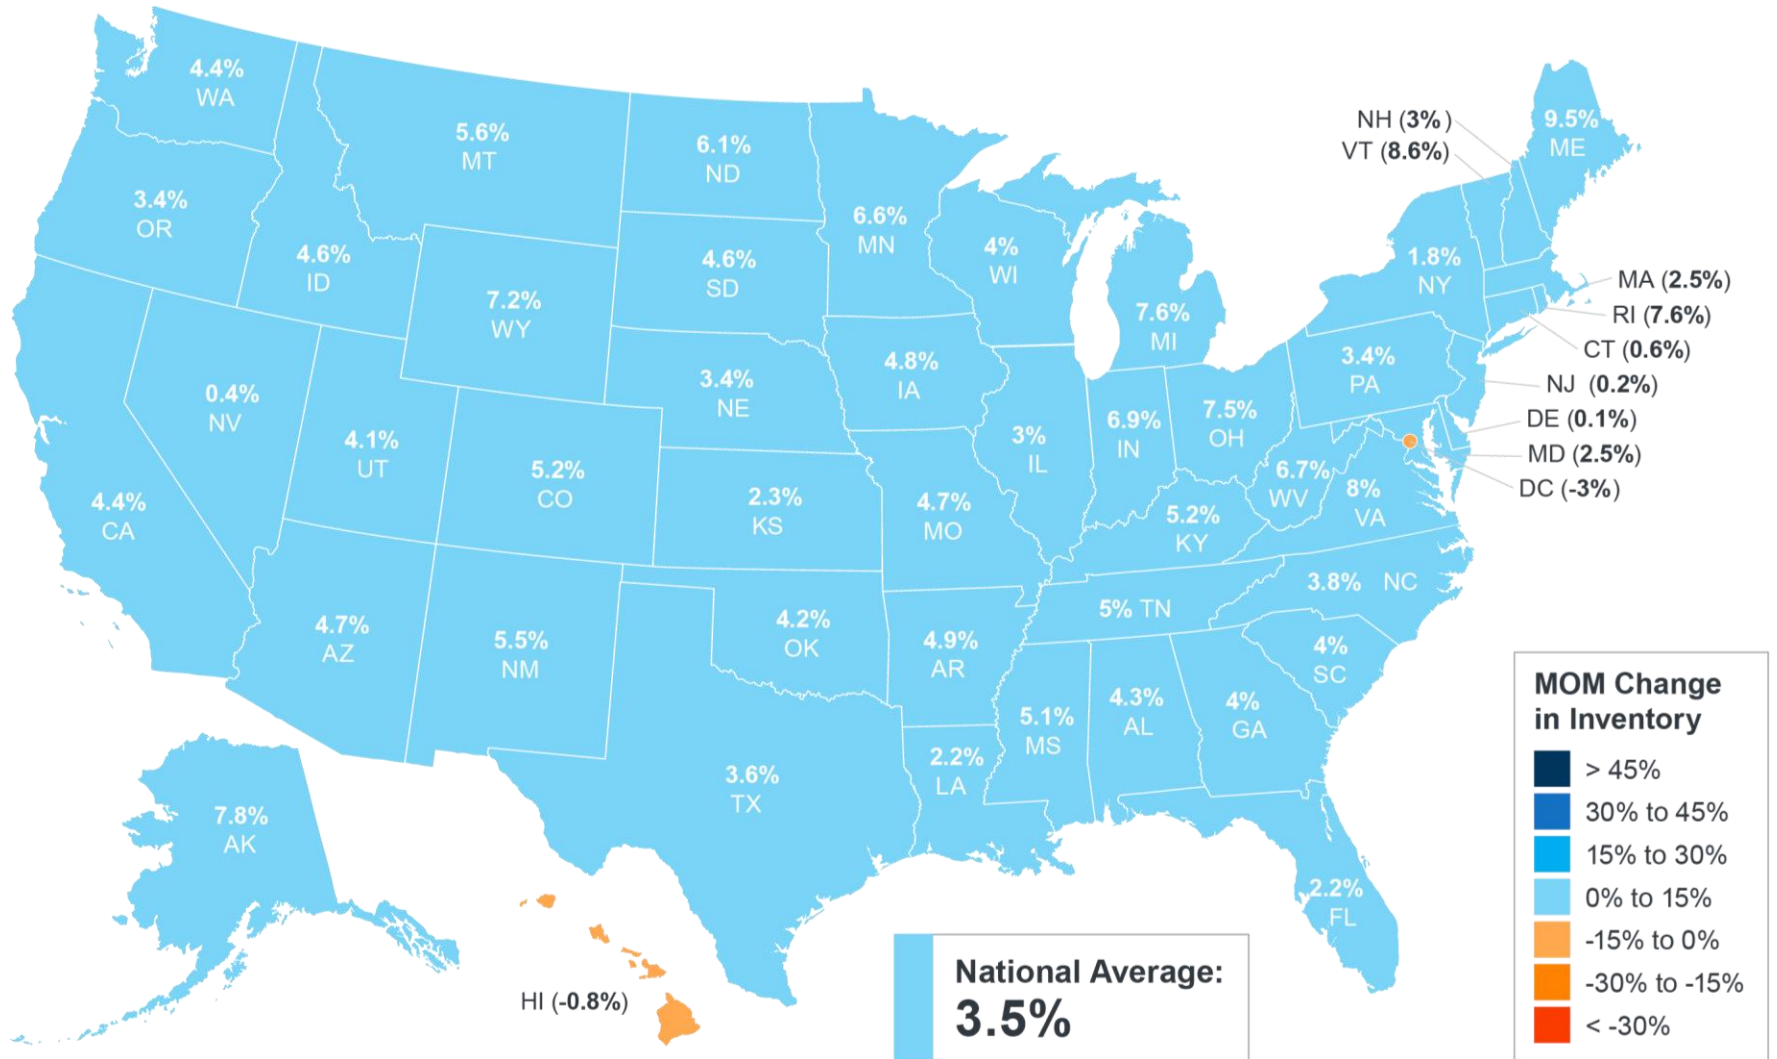 4.4%
WA
5.6%
MT
6.1%
ND
NH (3%)
VT (8.6%)
9.5%
ME
3.4%
OR
4.6%
ID
7.2%
WY
4.6%
SD
6.6%
MN
4%
WI
7.6%
MI
1.8%
NY
MA (2.5%)
RI (7.6%)
CT (0.6%)
NJ (0.2%)
DE (0.1%)
MD (2.5%)
DC (-3%)
0.4%
NV
4.1%
UT
5.2%
CO
3.4%
NE
4.8%
IA
3%
IL
6.9%
IN
7.5%
OH
3.4%
PA
6.7%
WV
8%
VA
4.4%
CA
2.3%
KS
4.7%
MO
5.2%
KY
3.8% NC
5% TN
4.7%
AZ
5.5%
NM
4.2%
OK
4.9%
AR
4%
SC
5.1%
MS
4.3%
AL
4%
GA
3.6%
TX
2.2%
LA
2.2%
FL
7.8%
AK
HI (-0.8%)
National Average:
3.5%
MOM Change
in Inventory
> 45%
30% to 45%
15% to 30%
0% to 15%
-15% to 0%
-30% to -15%
< -30%